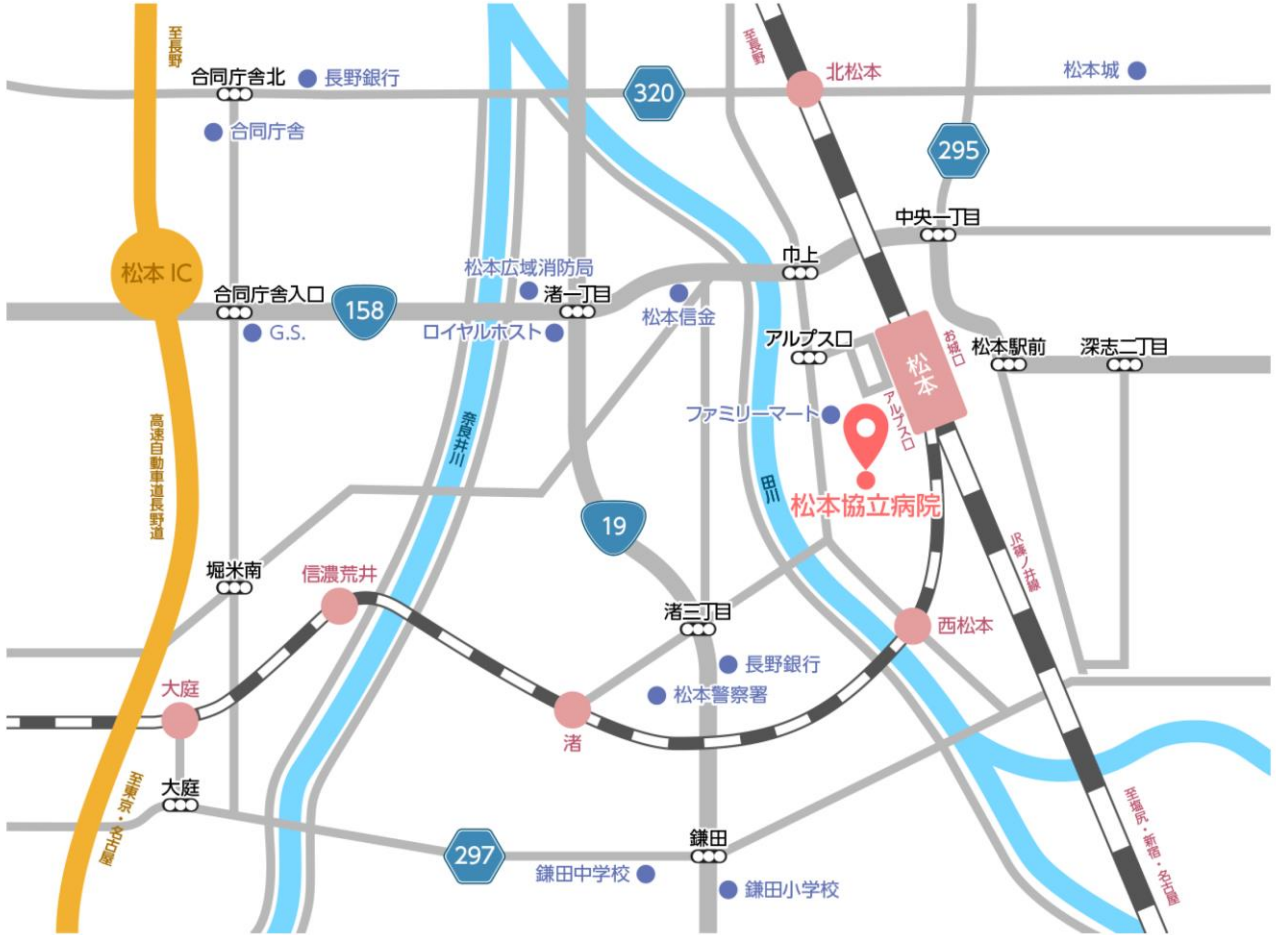 至長野
合同庁舎北
長野銀行
合同庁舎
320
至長野
北松本
松本城
295
中央一丁目
松本 IC
合同庁舎入口
158
G.S.
松本広域消防局
渚一丁目
ロイヤルホスト
松本信金
巾上
アルプス口
松本
お城口
アルプス口
松本駅前
深志二丁目
ファミリーマート
松本協立病院
高速自動車道長野道
奈良井川
田川
19
JR篠ノ井線
堀米南
信濃荒井
渚三丁目
西松本
長野銀行
松本警察署
大庭
渚
大庭
至東京・名古屋
297
鎌田
鎌田中学校
鎌田小学校
至塩尻・新宿・名古屋